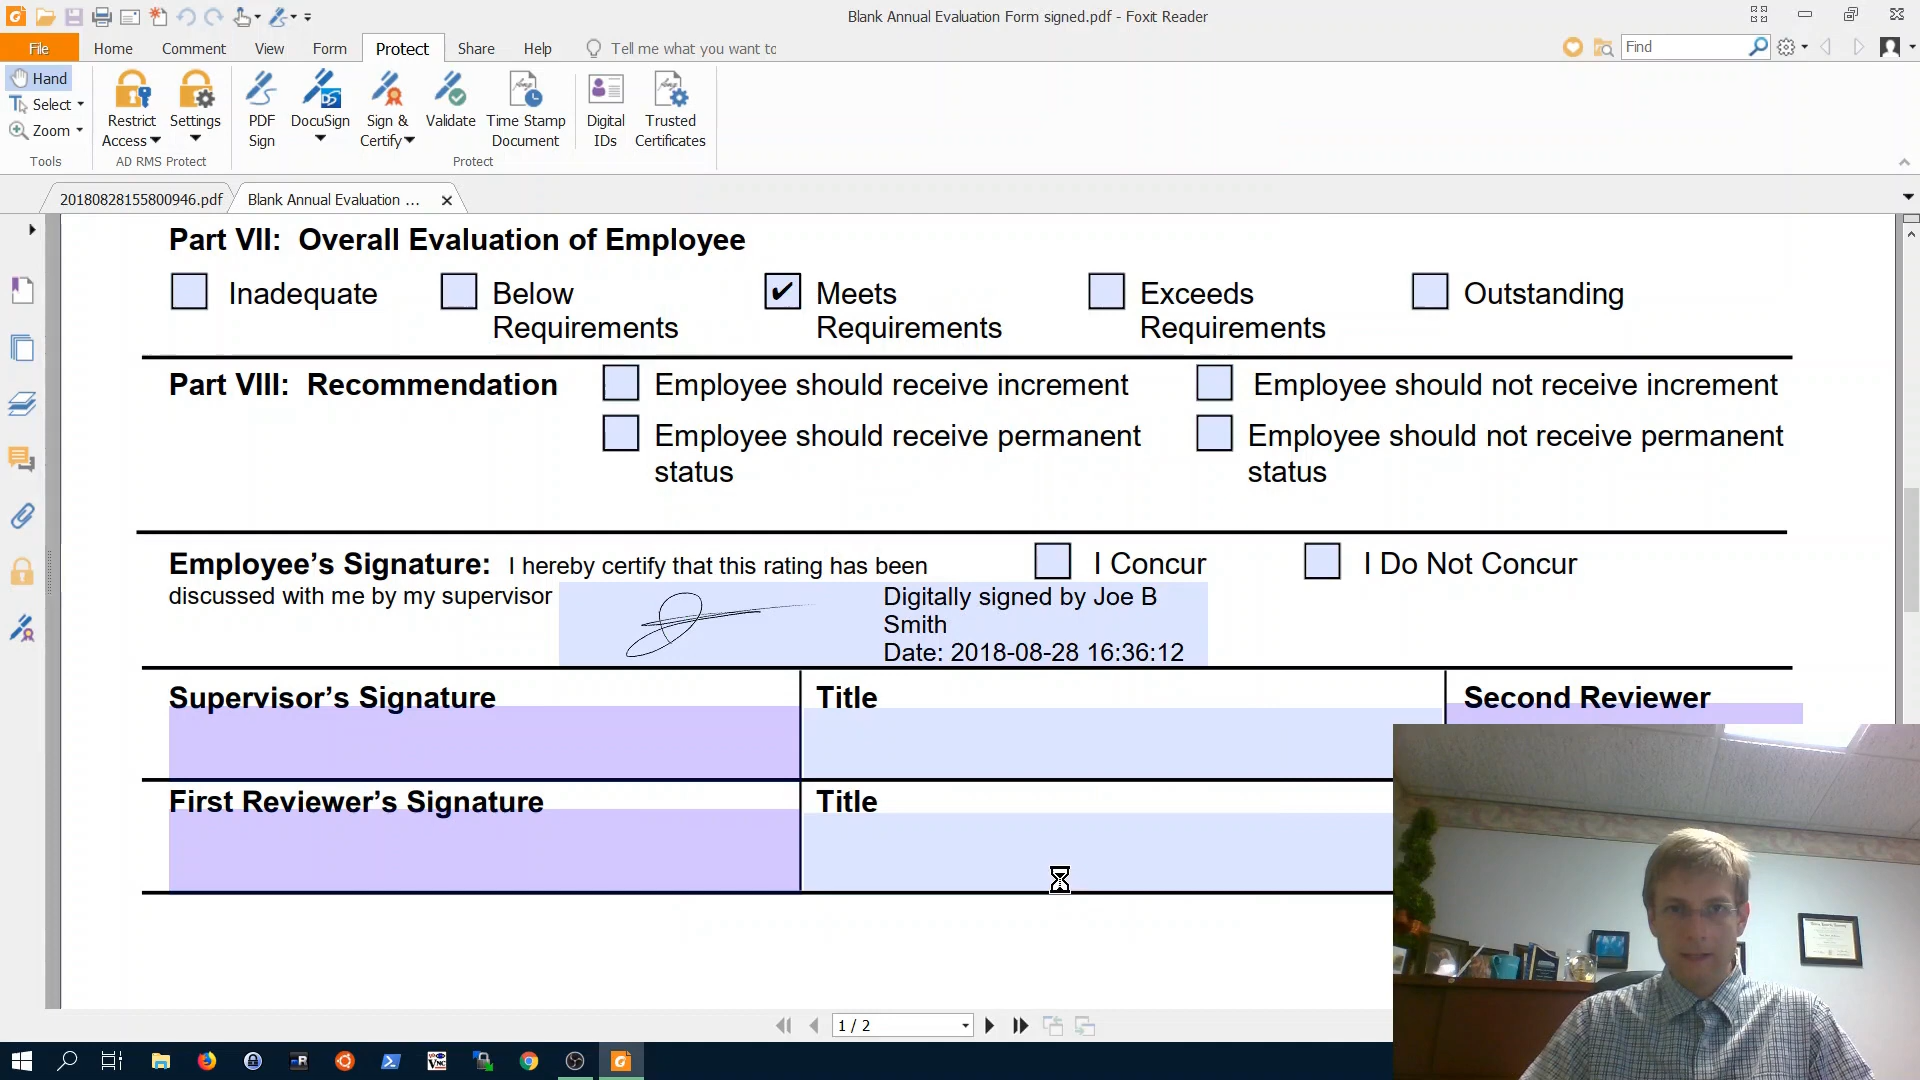 Blank Annual Evaluation Form signed.pdf - Foxit Reader
File Home Comment View Form Protect Share Help Tell me what you want to Find
Hand
Select
Zoom
Tools
Restrict Access
Settings
AD RMS Protect
PDF Sign
DocuSign
Sign & Certify
Validate
Time Stamp Document
Digital IDs
Trusted Certificates
Protect
20180828155800946.pdf Blank Annual Evaluation ...
Part VII: Overall Evaluation of Employee
Inadequate
Below Requirements
Meets Requirements
Exceeds Requirements
Outstanding
Part VIII: Recommendation
Employee should receive increment
Employee should not receive increment
Employee should receive permanent status
Employee should not receive permanent status
Employee's Signature: I hereby certify that this rating has been
I Concur
I Do Not Concur
discussed with me by my supervisor
Digitally signed by Joe B
Smith
Date: 2018-08-28 16:36:12
Supervisor's Signature
Title
Second Reviewer
First Reviewer's Signature
Title
1 / 2